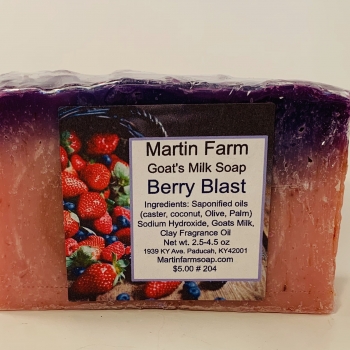 Martin Farm
Goat's Milk Soap
Berry Blast
Ingredients: Saponified oils
(caster, coconut, Olive, Palm)
Sodium Hydroxide, Goats Milk,
Clay Fragrance Oil
Net wt. 2.5-4.5 oz
1939 KY Ave, Paducah, KY42001
Martinfarmsoap.com
$5.00 # 204